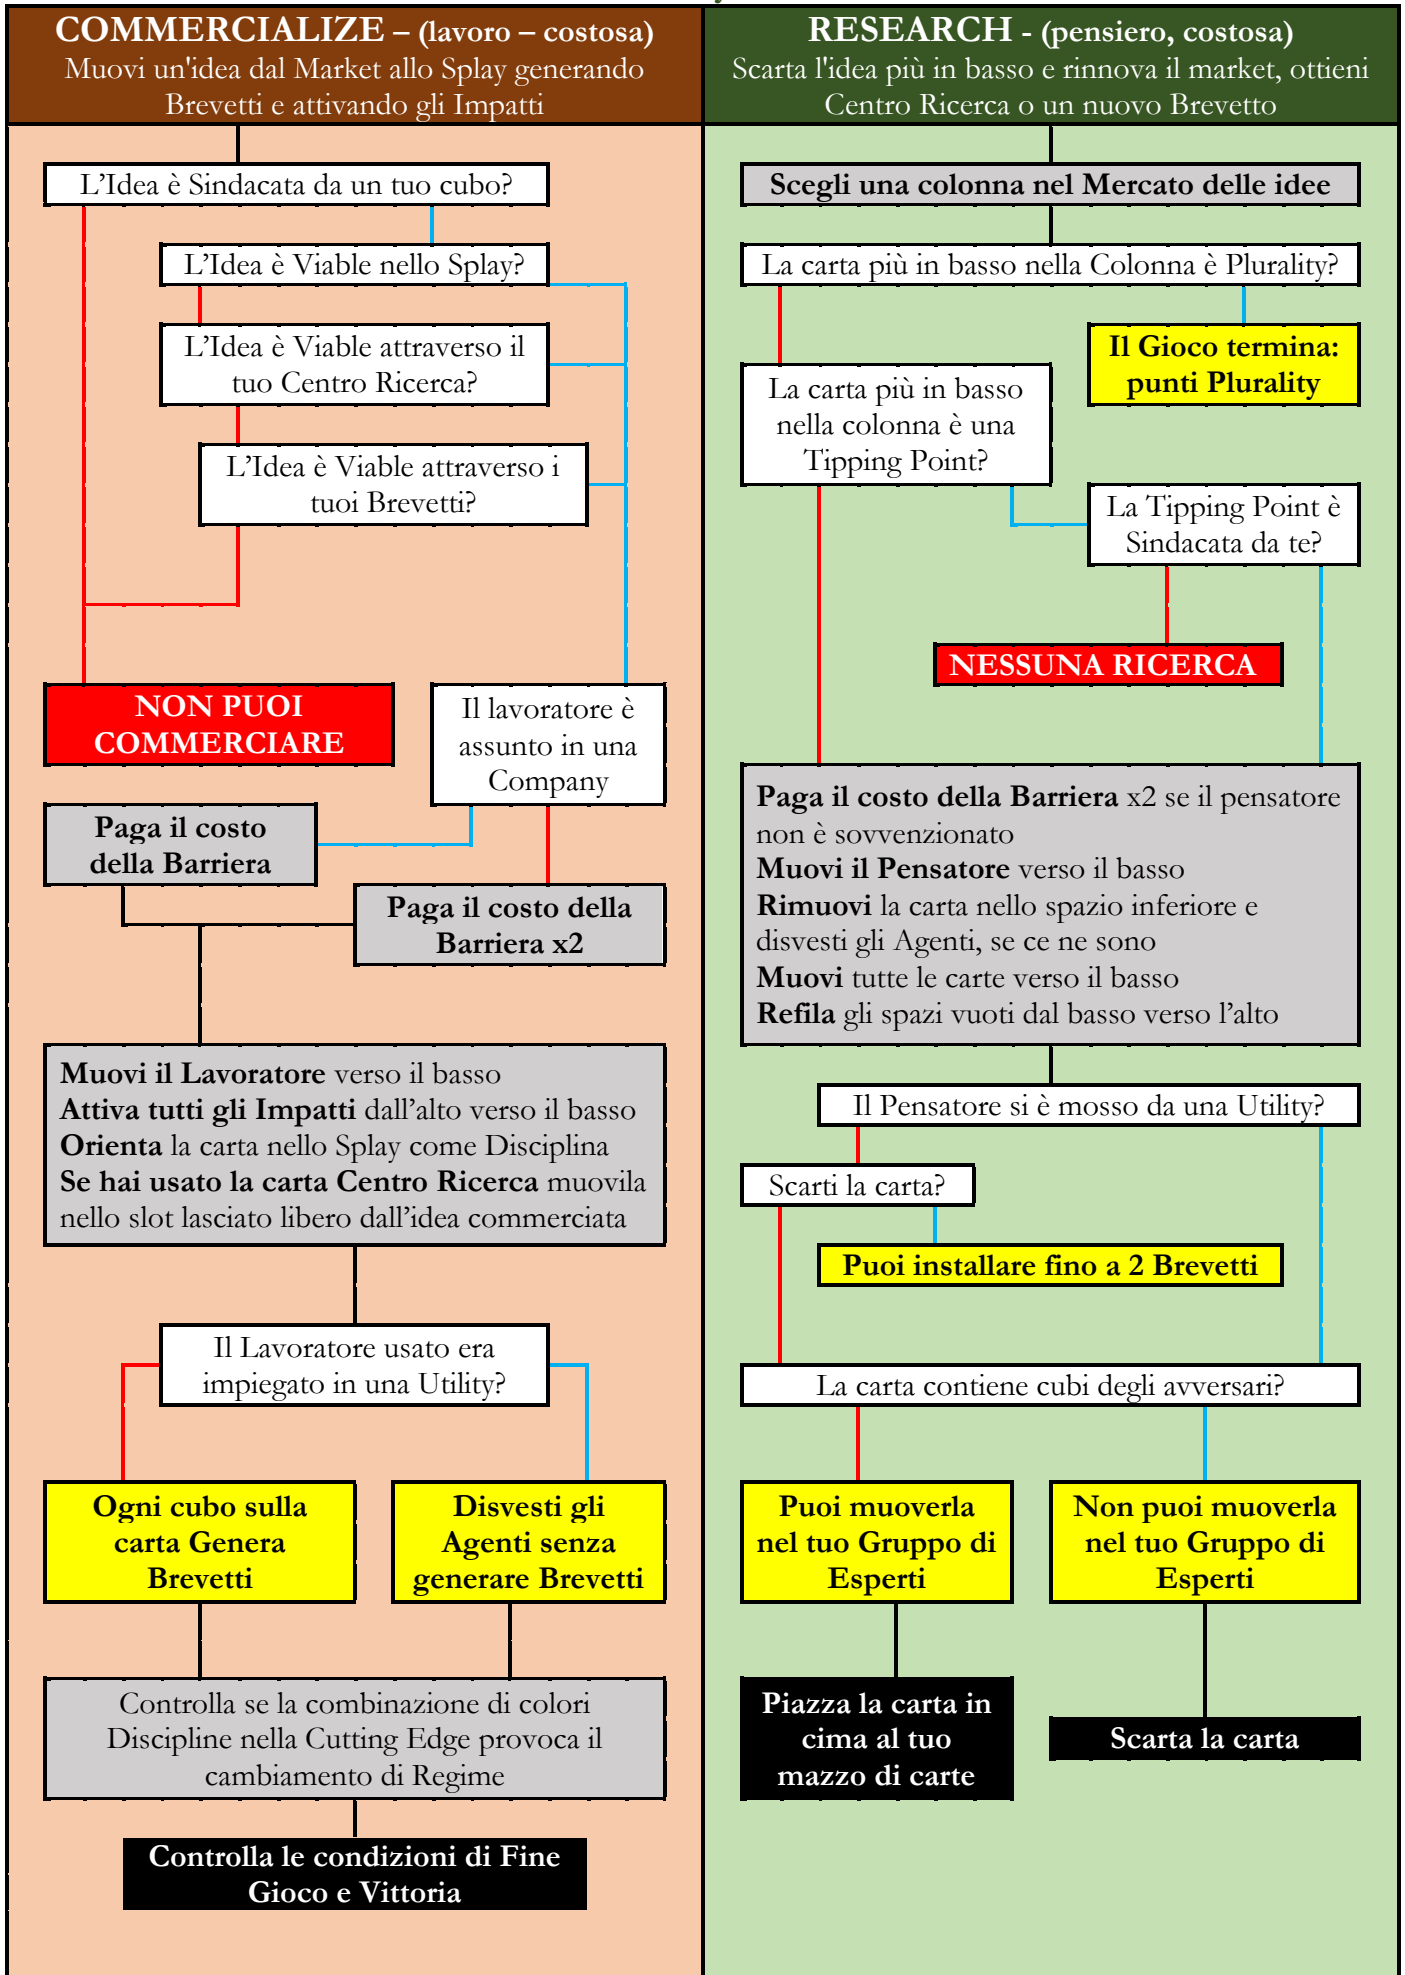 COMMERCIALIZE – (lavoro – costosa)
Muovi un'idea dal Market allo Splay generando
Brevetti e attivando gli Impatti
L'Idea è Sindacata da un tuo cubo?
L'Idea è Viable nello Splay?
L'Idea è Viable attraverso il
tuo Centro Ricerca?
L'Idea è Viable attraverso i
tuoi Brevetti?
NON PUOI
COMMERCIARE
Il lavoratore è
assunto in una
Company
Paga il costo
della Barriera
Paga il costo della
Barriera x2
Muovi il Lavoratore verso il basso
Attiva tutti gli Impatti dall'alto verso il basso
Orienta la carta nello Splay come Disciplina
Se hai usato la carta Centro Ricerca muovila
nello slot lasciato libero dall'idea commerciata
Il Lavoratore usato era
impiegato in una Utility?
Ogni cubo sulla
carta Genera
Brevetti
Disvesti gli
Agenti senza
generare Brevetti
Controlla se la combinazione di colori
Discipline nella Cutting Edge provoca il
cambiamento di Regime
Controlla le condizioni di Fine
Gioco e Vittoria
RESEARCH - (pensiero, costosa)
Scarta l'idea più in basso e rinnova il market, ottieni
Centro Ricerca o un nuovo Brevetto
Scegli una colonna nel Mercato delle idee
La carta più in basso nella Colonna è Plurality?
Il Gioco termina:
punti Plurality
La carta più in basso
nella colonna è una
Tipping Point?
La Tipping Point è
Sindacata da te?
NESSUNA RICERCA
Paga il costo della Barriera x2 se il pensatore
non è sovvenzionato
Muovi il Pensatore verso il basso
Rimuovi la carta nello spazio inferiore e
disvesti gli Agenti, se ce ne sono
Muovi tutte le carte verso il basso
Refila gli spazi vuoti dal basso verso l'alto
Il Pensatore si è mosso da una Utility?
Scarti la carta?
Puoi installare fino a 2 Brevetti
La carta contiene cubi degli avversari?
Puoi muoverla
nel tuo Gruppo di
Esperti
Non puoi muoverla
nel tuo Gruppo di
Esperti
Piazza la carta in
cima al tuo
mazzo di carte
Scarta la carta